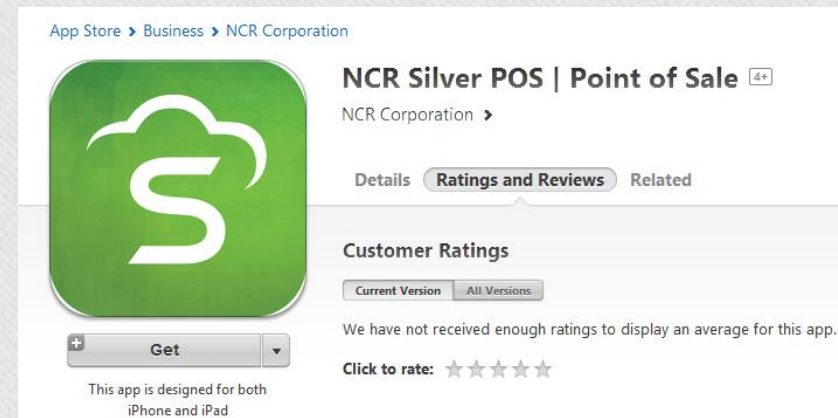 App Store > Business > NCR Corporation
NCR Silver POS | Point of Sale 4+
NCR Corporation >
Details Ratings and Reviews Related
S
Customer Ratings
Current Version All Versions
We have not received enough ratings to display an average for this app.
Click to rate:
+ Get
This app is designed for both
iPhone and iPad